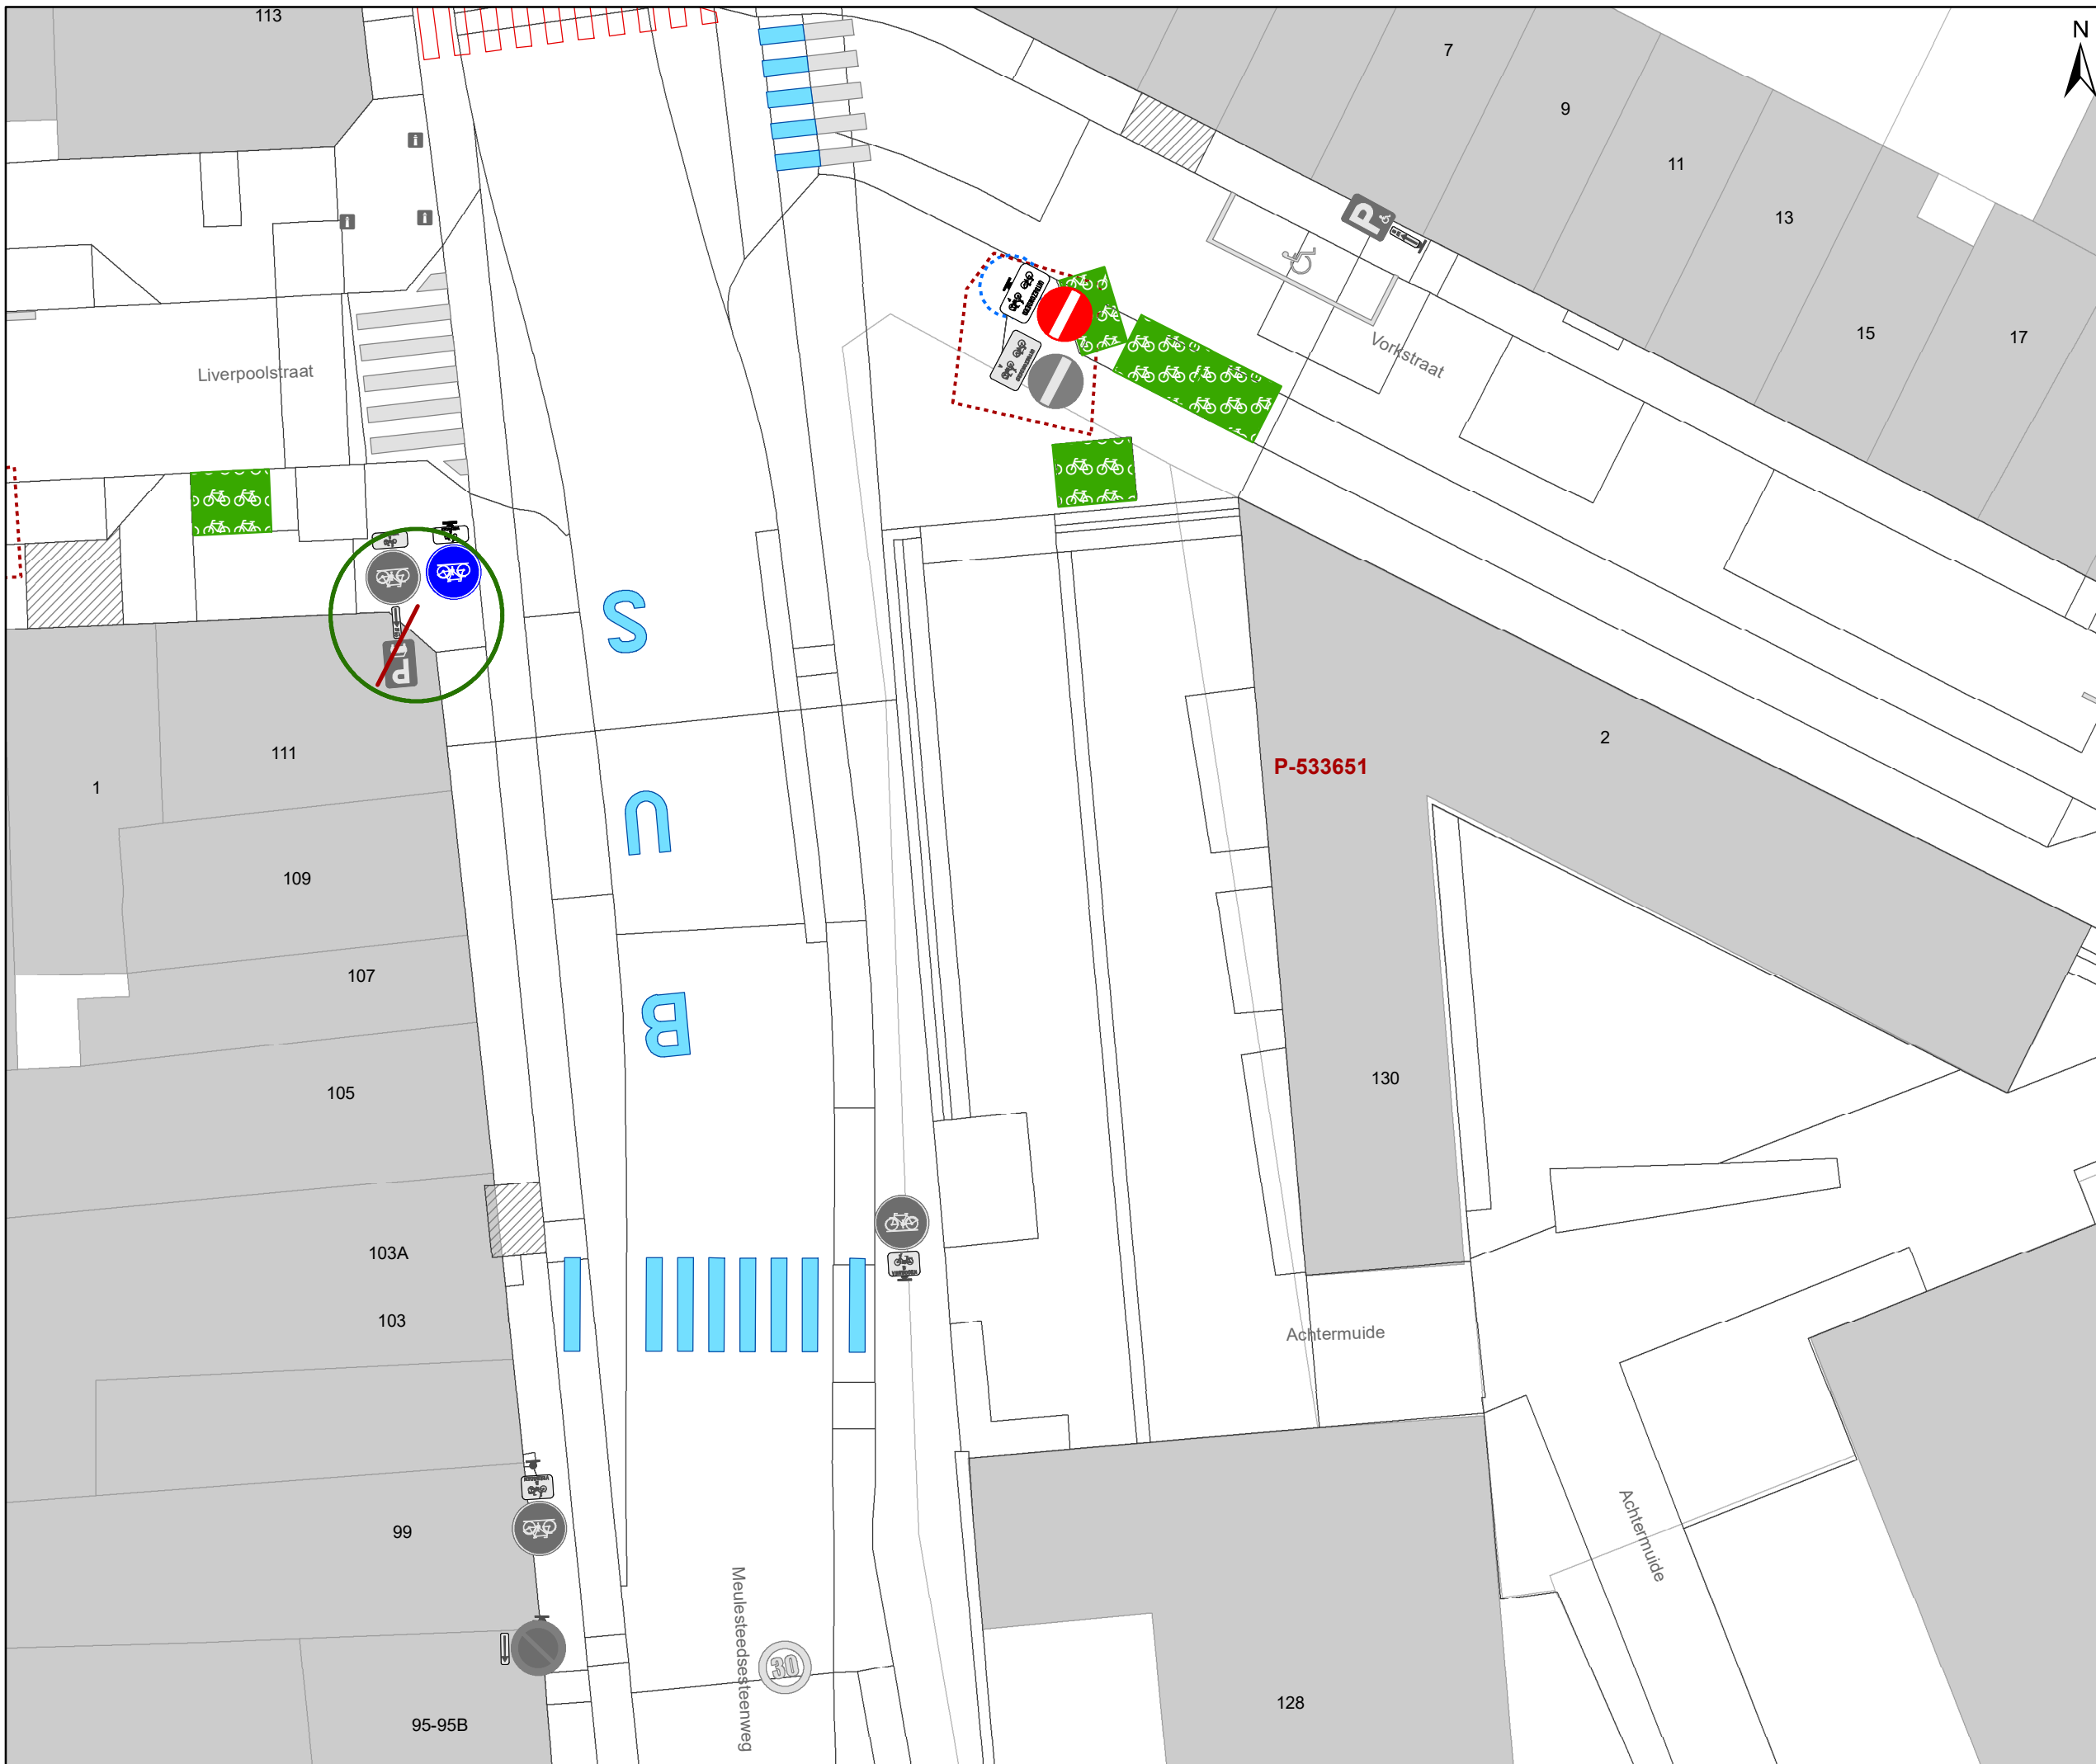 113
N
7
9
11
13
P
Liverpoolstraat
Vorkstraat
15
17
S
P
2
111
P-533651
1
U
109
107
B
130
105
103A
103
Achtermuide
99
Achtermuide
Meulesteedsesteenweg
30
128
95-95B